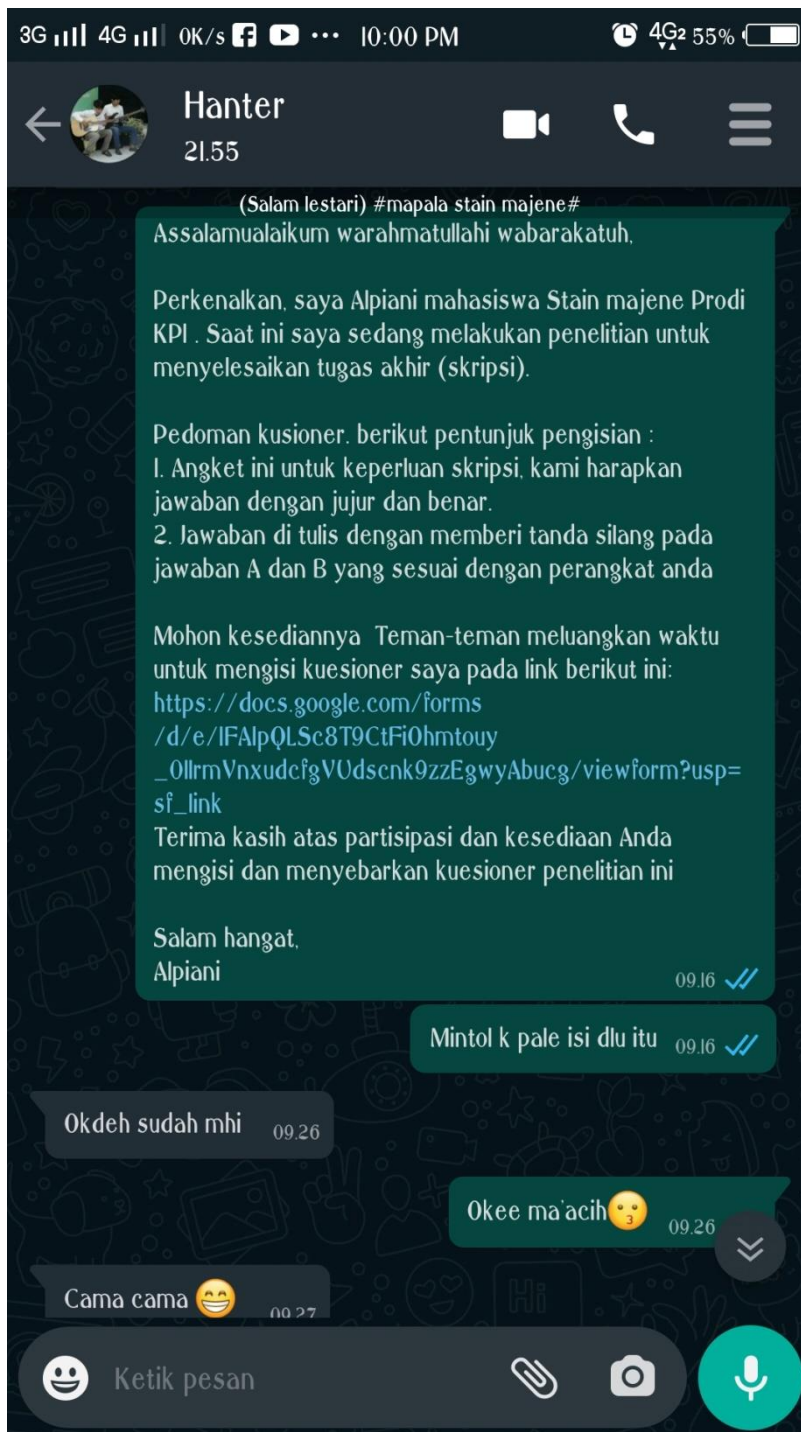 3G 4G 0K/s ••• 10:00 PM 4G2 55%
Hanter
21.55
(Salam lestari) #mapala stain majene#
Assalamualaikum warahmatullahi wabarakatuh,
Perkenalkan, saya Alpiani mahasiswa Stain majene Prodi
KPI . Saat ini saya sedang melakukan penelitian untuk
menyelesaikan tugas akhir (skripsi).
Pedoman kusioner. berikut pentunjuk pengisian :
1. Angket ini untuk keperluan skripsi, kami harapkan
jawaban dengan jujur dan benar.
2. Jawaban di tulis dengan memberi tanda silang pada
jawaban A dan B yang sesuai dengan perangkat anda
Mohon kesediannya  Teman-teman meluangkan waktu
untuk mengisi kuesioner saya pada link berikut ini:
https://docs.google.com/forms
/d/e/1FAIpQLSc8T9CtFiOhmtouy
_OllrmVnxudcfgVUdscnk9zzEgwyAbucg/viewform?usp=
sf_link
Terima kasih atas partisipasi dan kesediaan Anda
mengisi dan menyebarkan kuesioner penelitian ini
Salam hangat,
Alpiani
09.16
Mintol k pale isi dlu itu 09.16
Okdeh sudah mhi 09.26
Okee ma'acih😗 09.26
Cama cama 😁 09.27
Ketik pesan